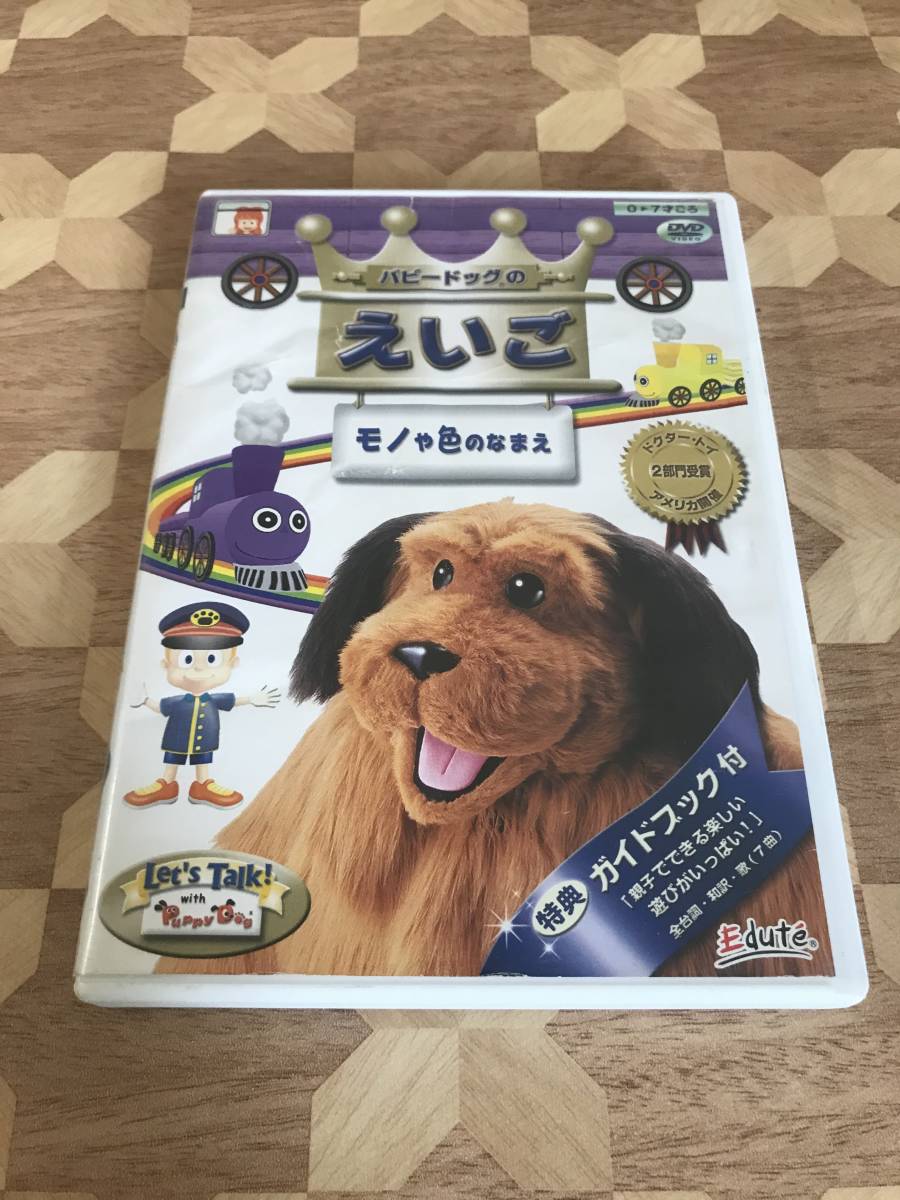 0▶7才ごろ
DVD
VIDEO
パピードッグ®の
えいご
モノや色のなまえ
ドクター・トイ
2部門受賞
アメリカ開催
特典 ガイドブック付
「親子でできる楽しい
遊びがいっぱい！」
全台詞・和訳・歌(7曲)
Let's Talk!
with
Puppy Dog®
Eduté®